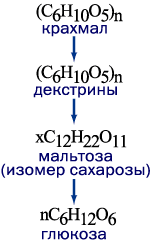 (C₆H₁₀O₅)n
крахмал
(C₆H₁₀O₅)n
декстрины
xC₁₂H₂₂O₁₁
мальтоза
(изомер сахарозы)
nC₆H₁₂O₆
глюкоза